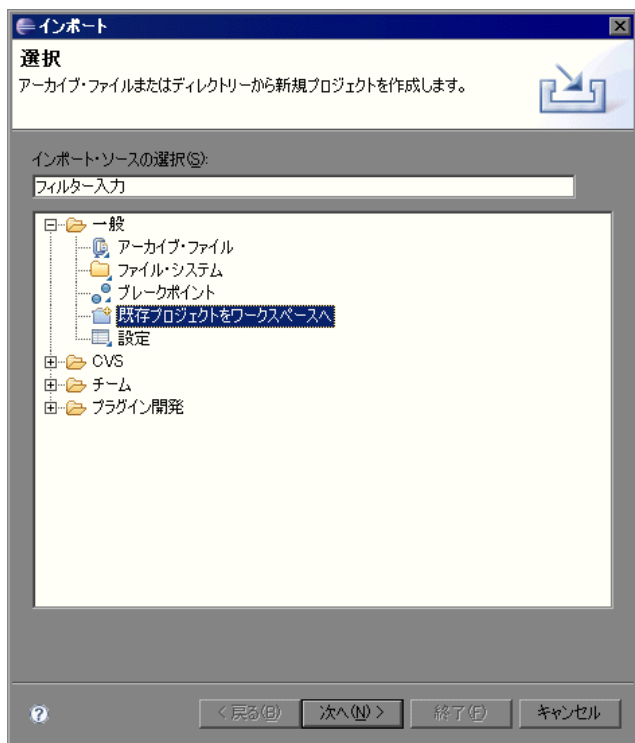 インポート
選択
アーカイブ・ファイルまたはディレクトリーから新規プロジェクトを作成します。
インポート・ソースの選択(S):
フィルター入力
一般
アーカイブ・ファイル
ファイル・システム
ブレークポイント
既存プロジェクトをワークスペースへ
設定
CVS
チーム
プラグイン開発
< 戻る(B) 次へ(N) > 終了(F) キャンセル